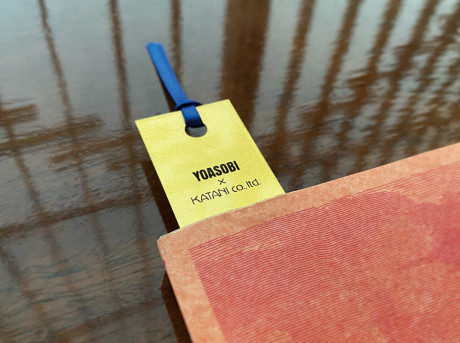 YOASOBI
×
KATANI co.,ltd.